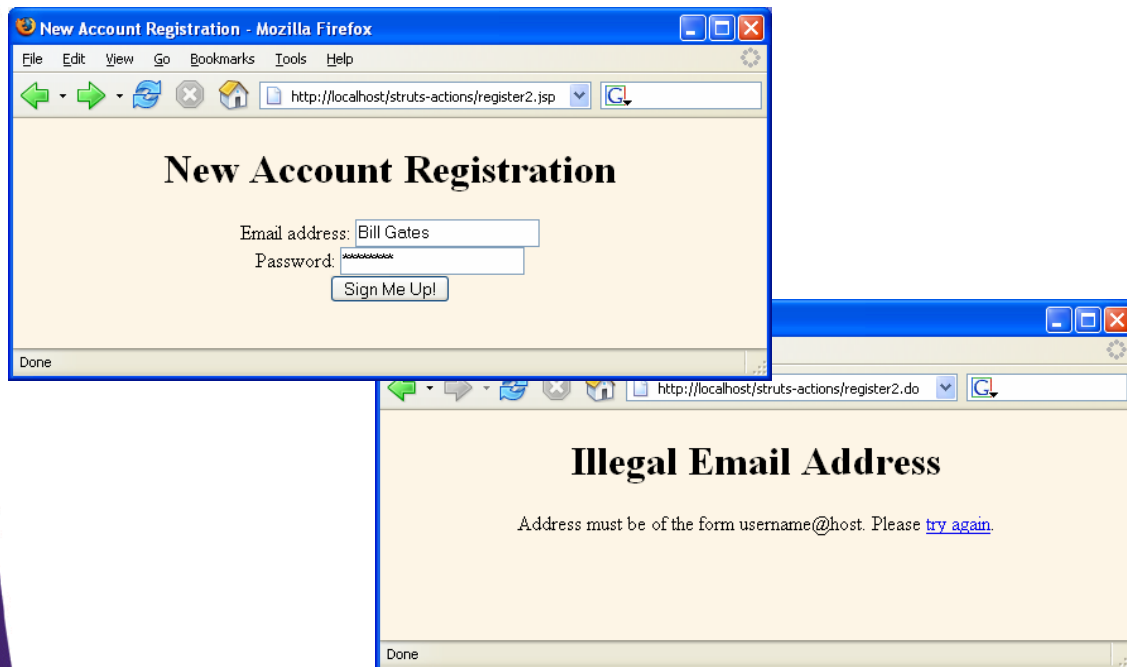 New Account Registration - Mozilla Firefox
File Edit View Go Bookmarks Tools Help
http://localhost/struts-actions/register2.jsp G
New Account Registration
Email address: Bill Gates
Password: *********
Sign Me Up!
Done
http://localhost/struts-actions/register2.do G
Illegal Email Address
Address must be of the form username@host. Please try again.
Done